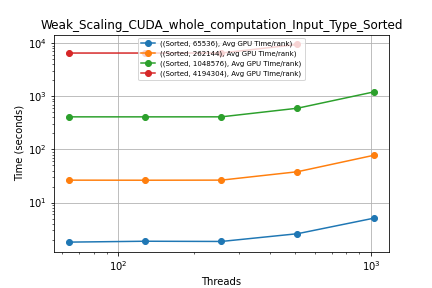 Weak_Scaling_CUDA_whole_computation_Input_Type_Sorted
10^4
10^3
10^2
10^1
Time (seconds)
((Sorted, 65536), Avg GPU Time/rank)
((Sorted, 262144), Avg GPU Time/rank)
((Sorted, 1048576), Avg GPU Time/rank)
((Sorted, 4194304), Avg GPU Time/rank)
10^2
10^3
Threads